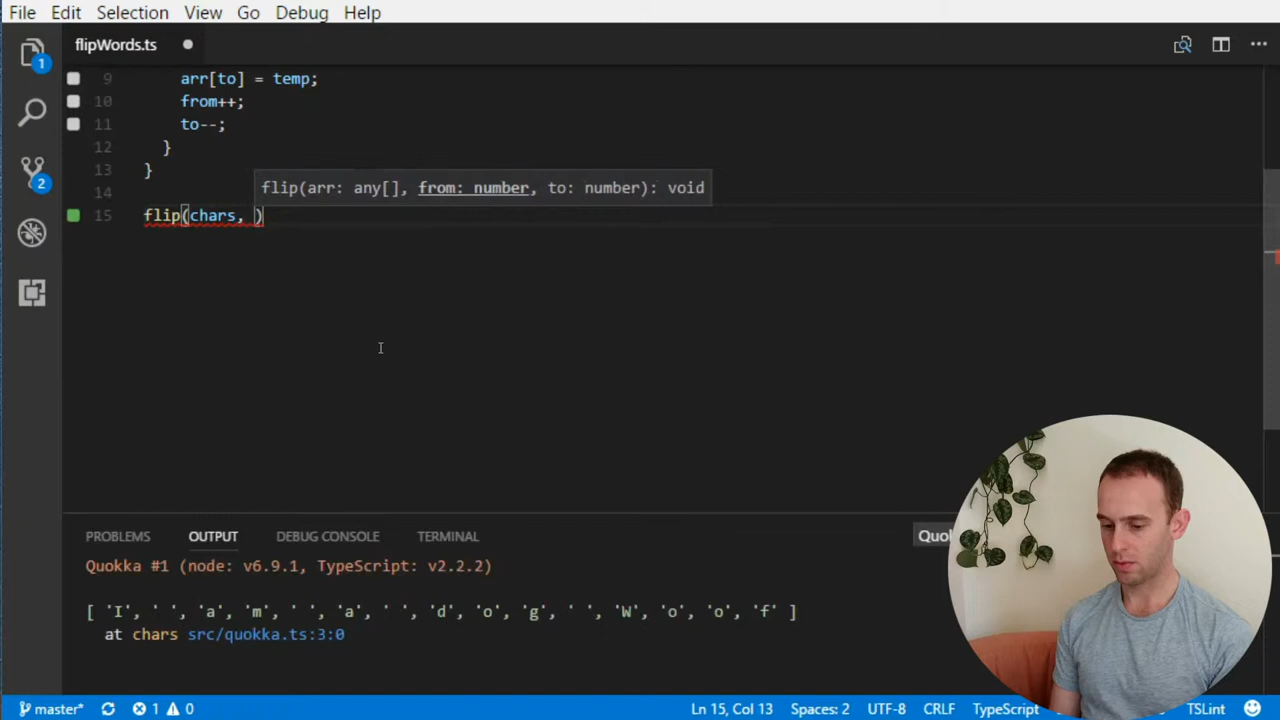 File Edit Selection View Go Debug Help
flipWords.ts
1
9 arr[to] = temp;
10 from++;
11 to--;
12 }
13 }
flip(arr: any[], from: number, to: number): void
14
2
15 flip(chars, )
PROBLEMS OUTPUT DEBUG CONSOLE TERMINAL
Quokka #1 (node: v6.9.1, TypeScript: v2.2.2)
[ 'I', ' ', 'a', 'm', ' ', 'a', ' ', 'd', 'o', 'g', ' ', 'W', 'o', 'o', 'f' ]
at chars src/quokka.ts:3:0
master* 1 0 Ln 15, Col 13 Spaces: 2 UTF-8 CRLF TypeScript TSLint